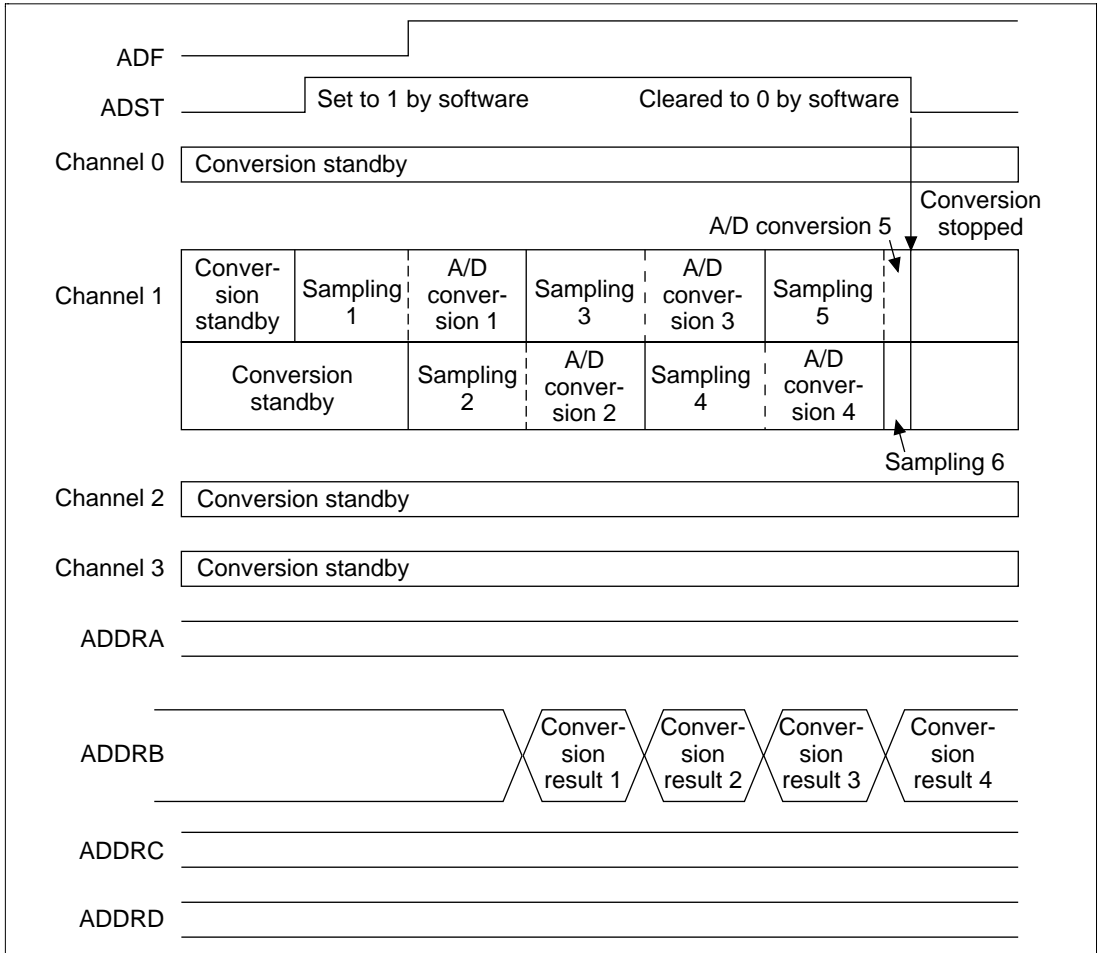 ADF
ADST
Set to 1 by software
Cleared to 0 by software
Channel 0
Conversion standby
Conversion
stopped
A/D conversion 5
Channel 1
Conver-
sion
standby
Sampling
1
A/D
conver-
sion 1
Sampling
3
A/D
conver-
sion 3
Sampling
5
Conversion
standby
Sampling
2
A/D
conver-
sion 2
Sampling
4
A/D
conver-
sion 4
Sampling 6
Channel 2
Conversion standby
Channel 3
Conversion standby
ADDRA
ADDRB
Conver-
sion
result 1
Conver-
sion
result 2
Conver-
sion
result 3
Conver-
sion
result 4
ADDRC
ADDRD